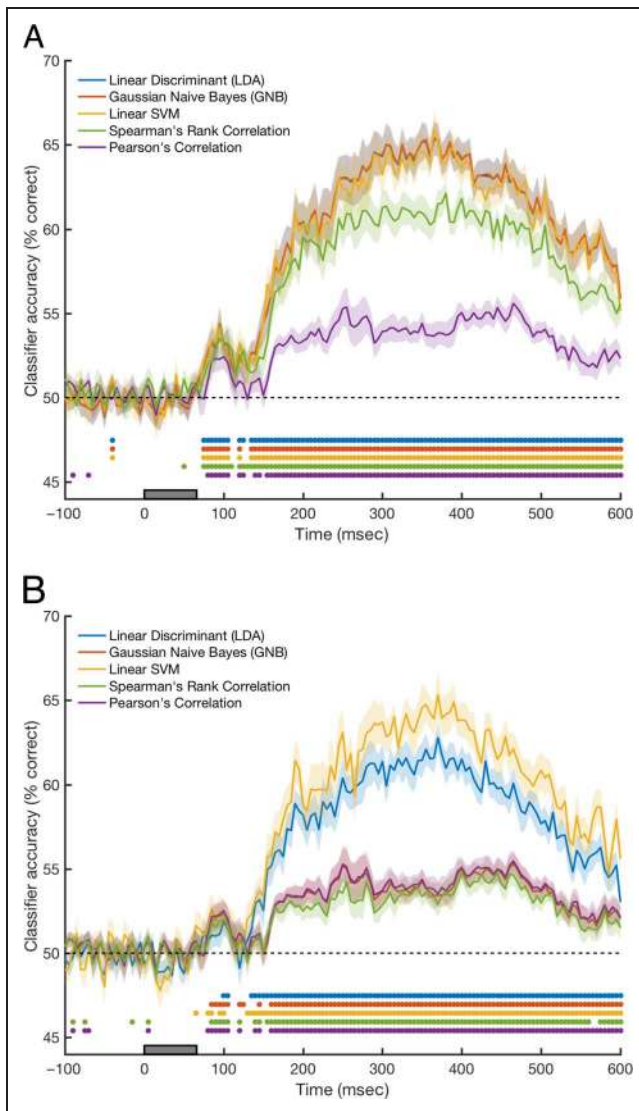 A
70
65
60
55
50
45
Classifier accuracy (% correct)
Linear Discriminant (LDA)
Gaussian Naive Bayes (GNB)
Linear SVM
Spearman's Rank Correlation
Pearson's Correlation
−100 0 100 200 300 400 500 600
Time (msec)
B
70
65
60
55
50
45
Classifier accuracy (% correct)
Linear Discriminant (LDA)
Gaussian Naive Bayes (GNB)
Linear SVM
Spearman's Rank Correlation
Pearson's Correlation
−100 0 100 200 300 400 500 600
Time (msec)